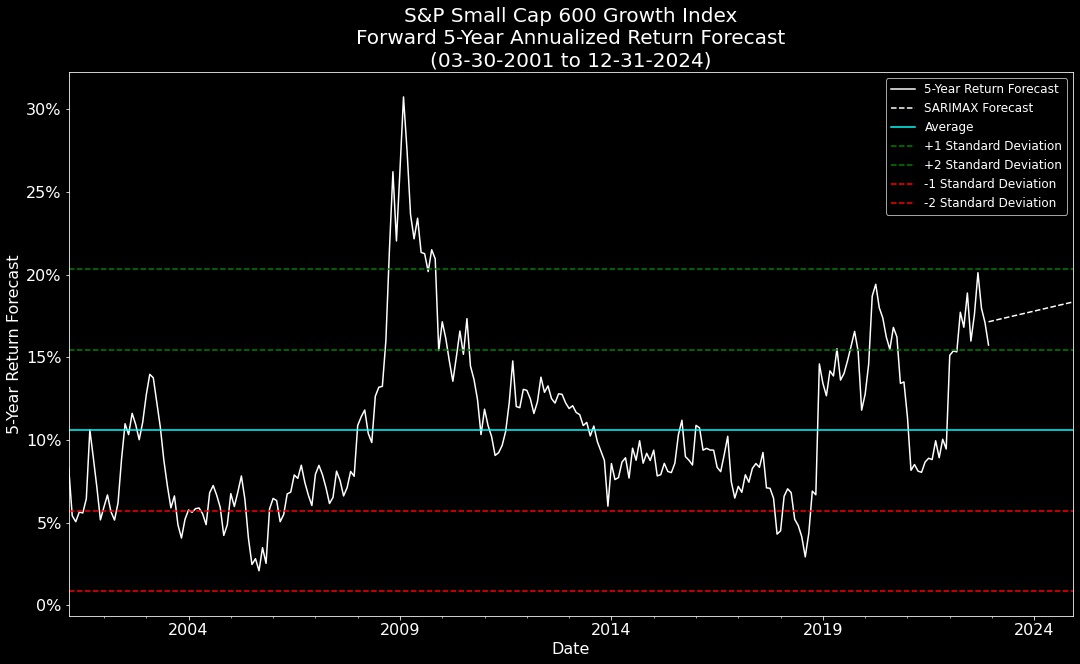 S&P Small Cap 600 Growth Index
Forward 5-Year Annualized Return Forecast
(03-30-2001 to 12-31-2024)
5-Year Return Forecast
SARIMAX Forecast
Average
+1 Standard Deviation
+2 Standard Deviation
-1 Standard Deviation
-2 Standard Deviation
5-Year Return Forecast
30%
25%
20%
15%
10%
5%
0%
2004
2009
2014
2019
2024
Date